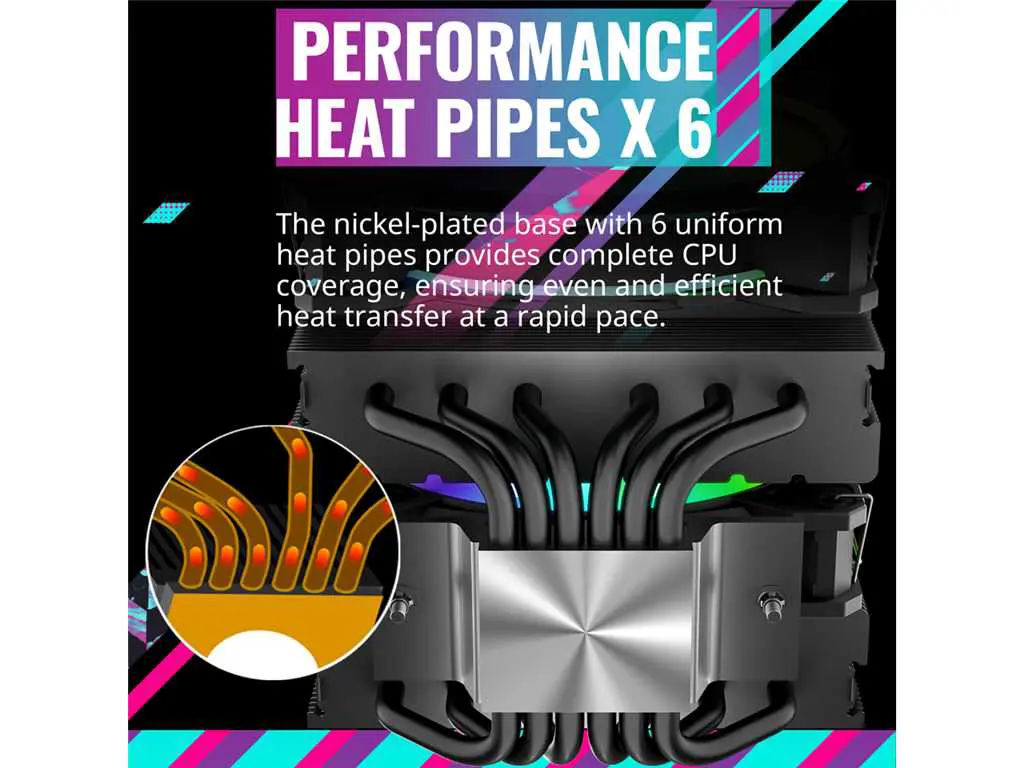 PERFORMANCE
HEAT PIPES X 6
The nickel-plated base with 6 uniform
heat pipes provides complete CPU
coverage, ensuring even and efficient
heat transfer at a rapid pace.